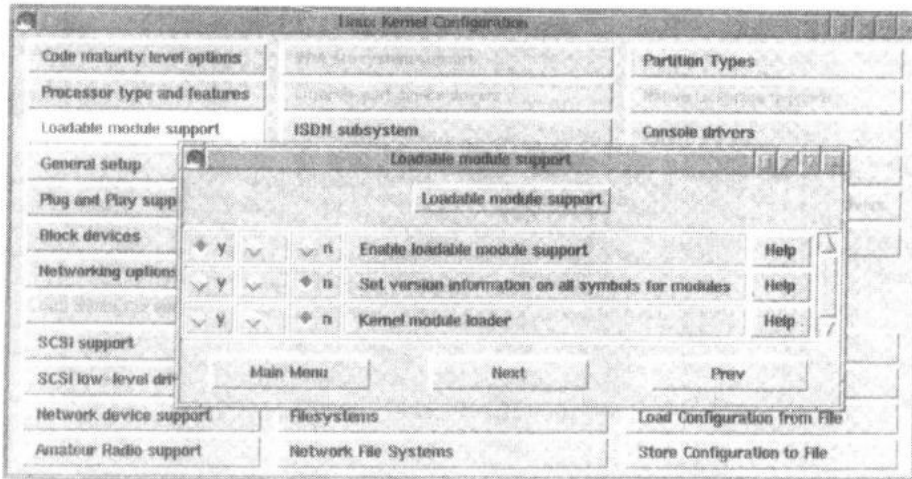 Linux Kernel Configuration
Code maturity level options
Partition Types
Processor type and features
Loadable module support
ISDN subsystem
Console drivers
Loadable module support
General setup
Loadable module support
Plug and Play supp
Block devices
y n Enable loadable module support Help
Networking options
y n Set version information on all symbols for modules Help
y n Kernel module loader Help
SCSI support
Main Menu Next Prev
SCSI low-level dri
Network device support
Filesystems
Load Configuration from File
Amateur Radio support
Network File Systems
Store Configuration to File